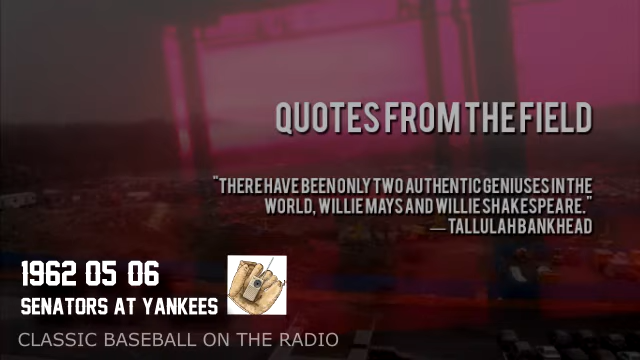 QUOTES FROM THE FIELD
"THERE HAVE BEEN ONLY TWO AUTHENTIC GENIUSES IN THE
WORLD, WILLIE MAYS AND WILLIE SHAKESPEARE."
— TALLULAH BANKHEAD
1962 05 06
SENATORS AT YANKEES
CLASSIC BASEBALL ON THE RADIO